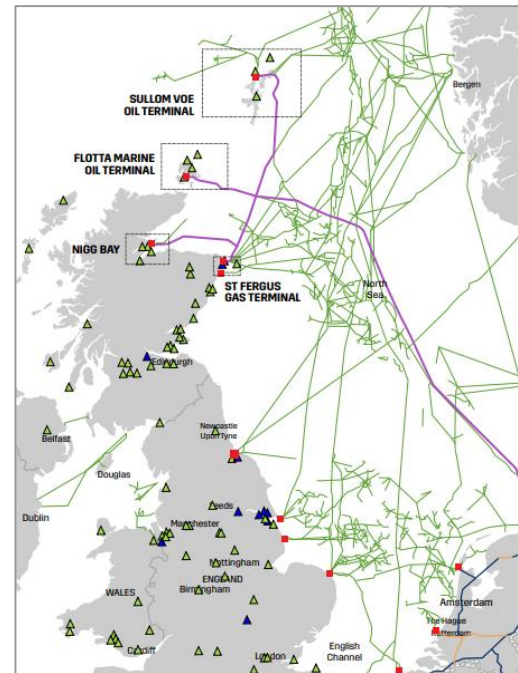 Bergen
SULLOM VOE
OIL TERMINAL
FLOTTA MARINE
OIL TERMINAL
NIGG BAY
ST FERGUS
GAS TERMINAL
North
Sea
Edinburgh
Newcastle
Upon Tyne
Belfast
Douglas
Leeds
Dublin
Manchester
Nottingham
ENGLAND
WALES
Birmingham
Amsterdam
The Hague
Rotterdam
English
Channel
Cardiff
London